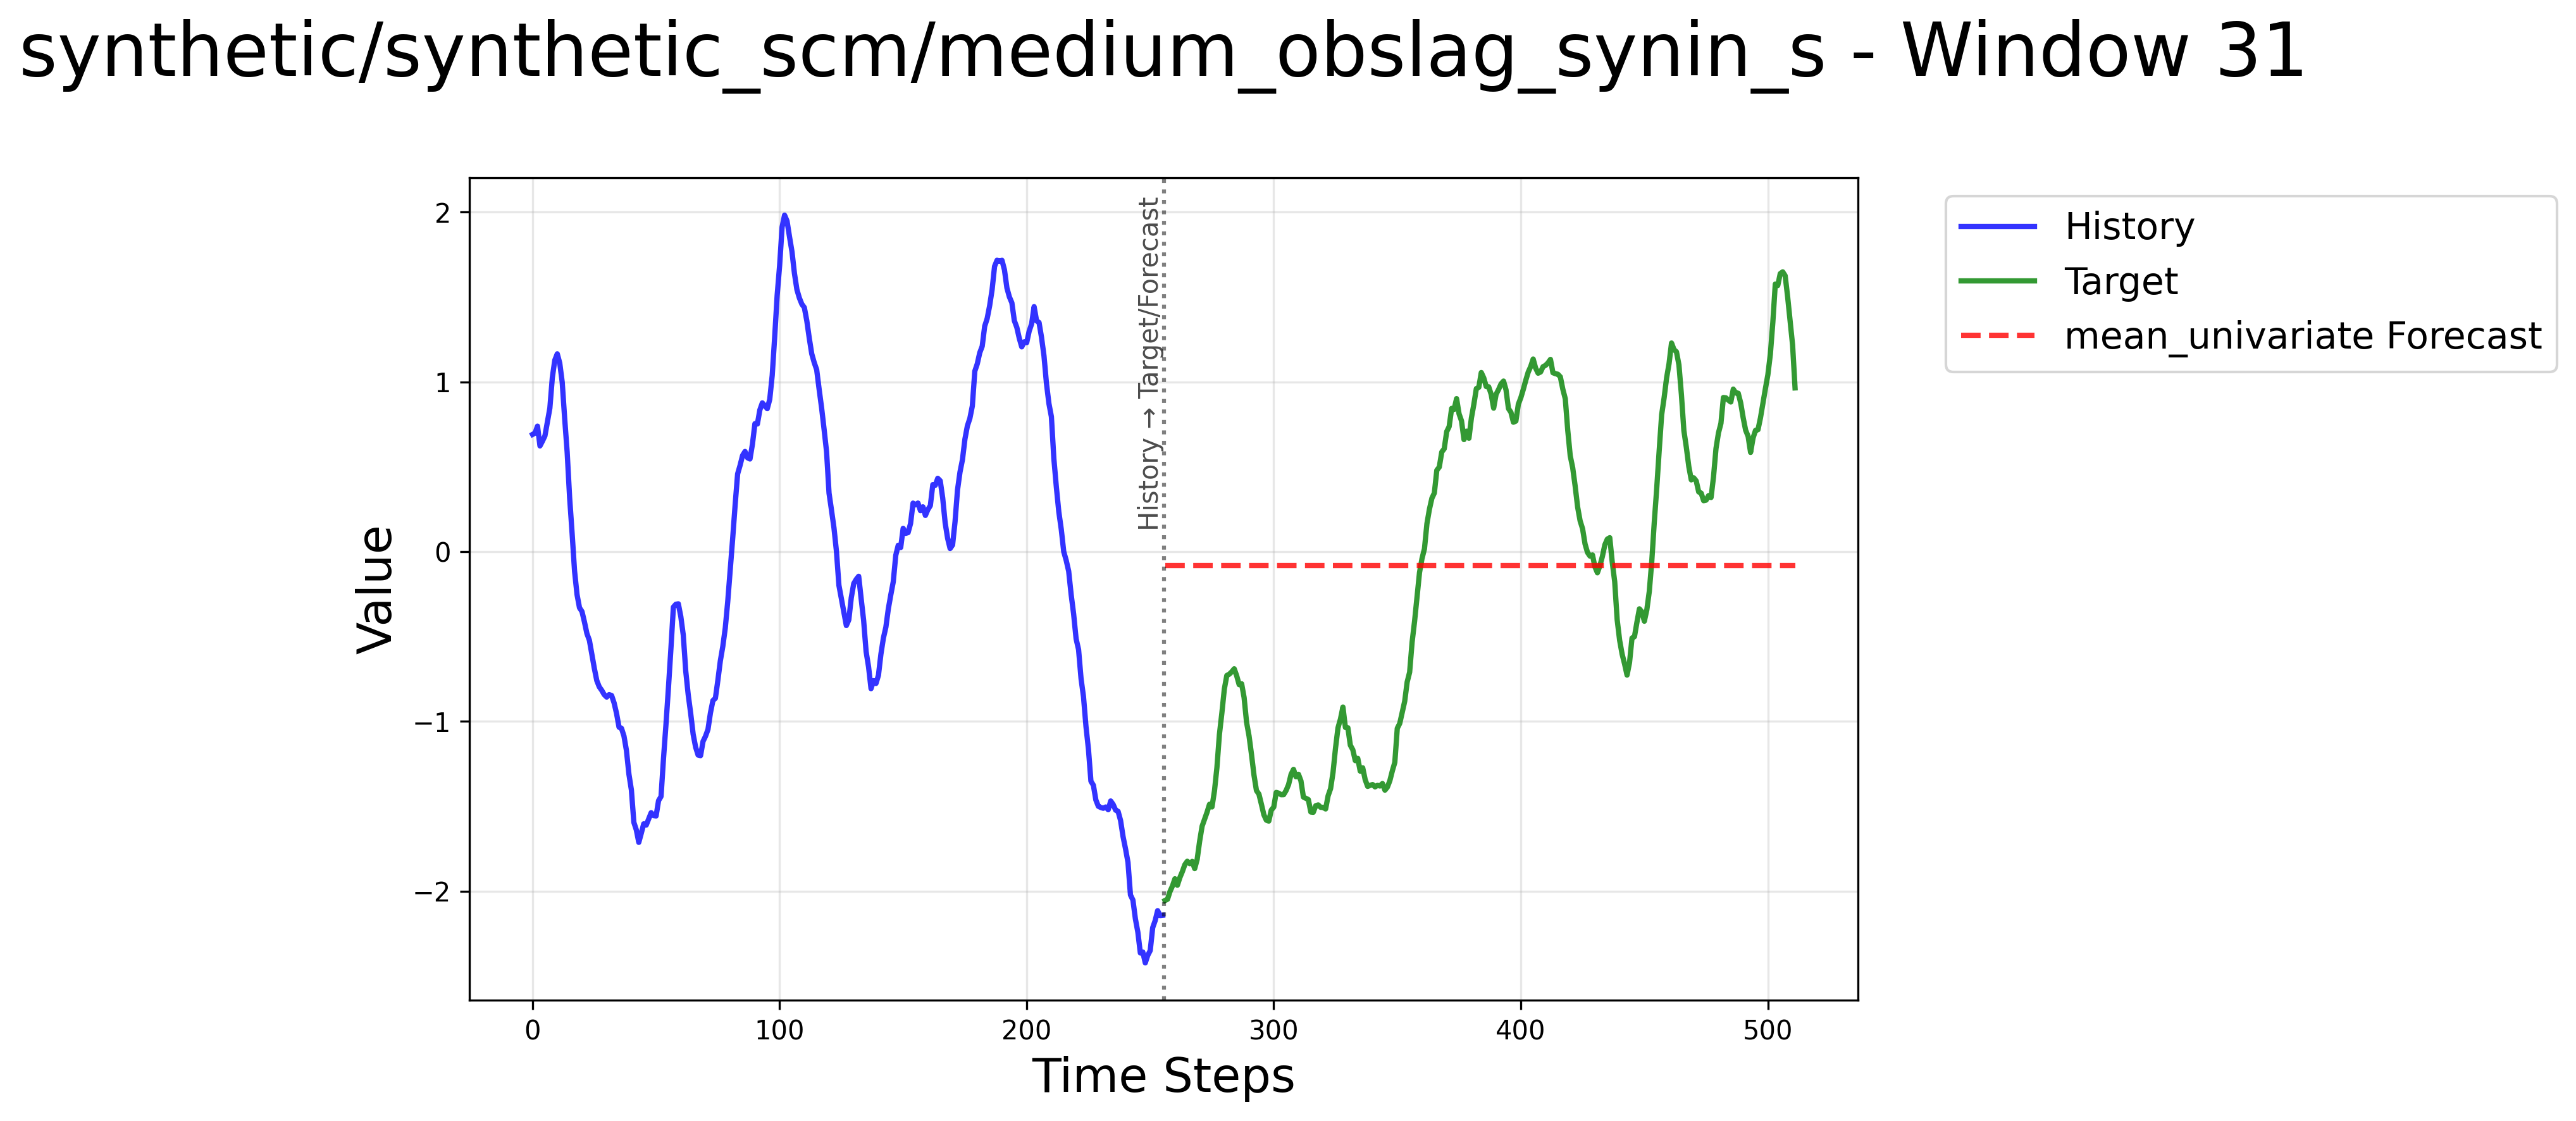 synthetic/synthetic_scm/medium_obslag_synin_s - Window 31
History
Target
mean_univariate Forecast
History → Target/Forecast
Value
2
1
0
−1
−2
0
100
200
300
400
500
Time Steps